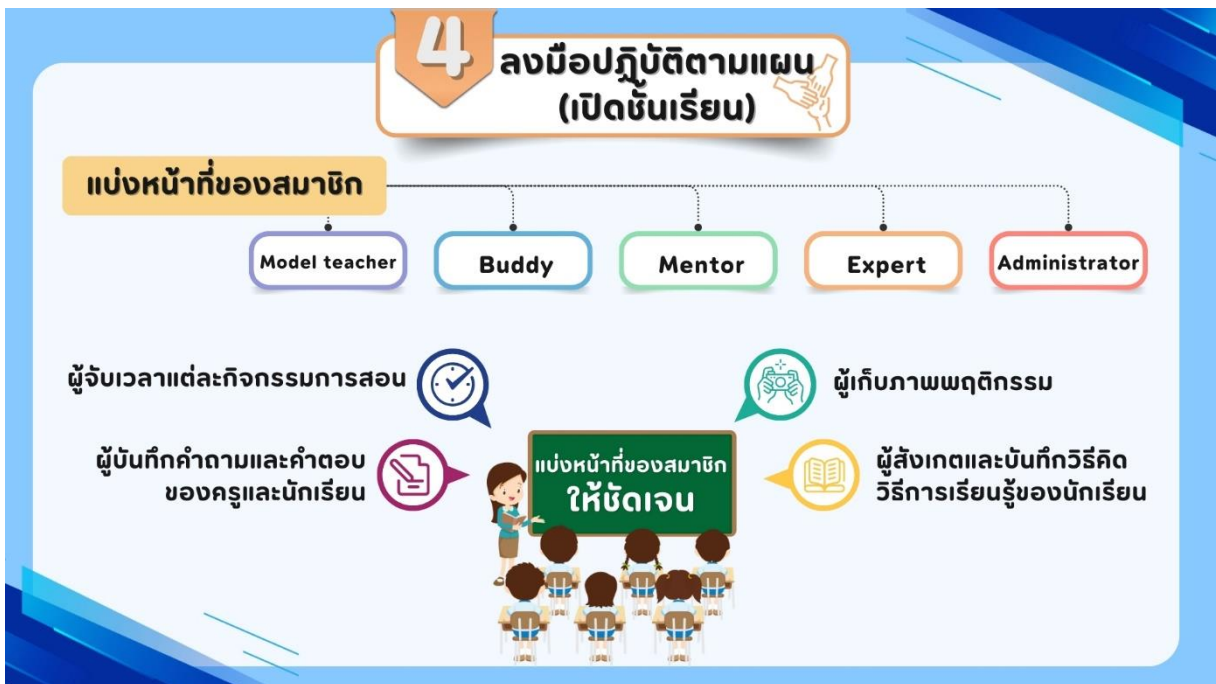 4
ลงมือปฏิบัติตามแผน
(เปิดชั้นเรียน)
แบ่งหน้าที่ของสมาชิก
Model teacher
Buddy
Mentor
Expert
Administrator
ผู้จับเวลาแต่ละกิจกรรมการสอน
ผู้เก็บภาพพฤติกรรม
ผู้บันทึกคำถามและคำตอบ
ของครูและนักเรียน
แบ่งหน้าที่ของสมาชิก
ให้ชัดเจน
ผู้สังเกตและบันทึกวิธีคิด
วิธีการเรียนรู้ของนักเรียน